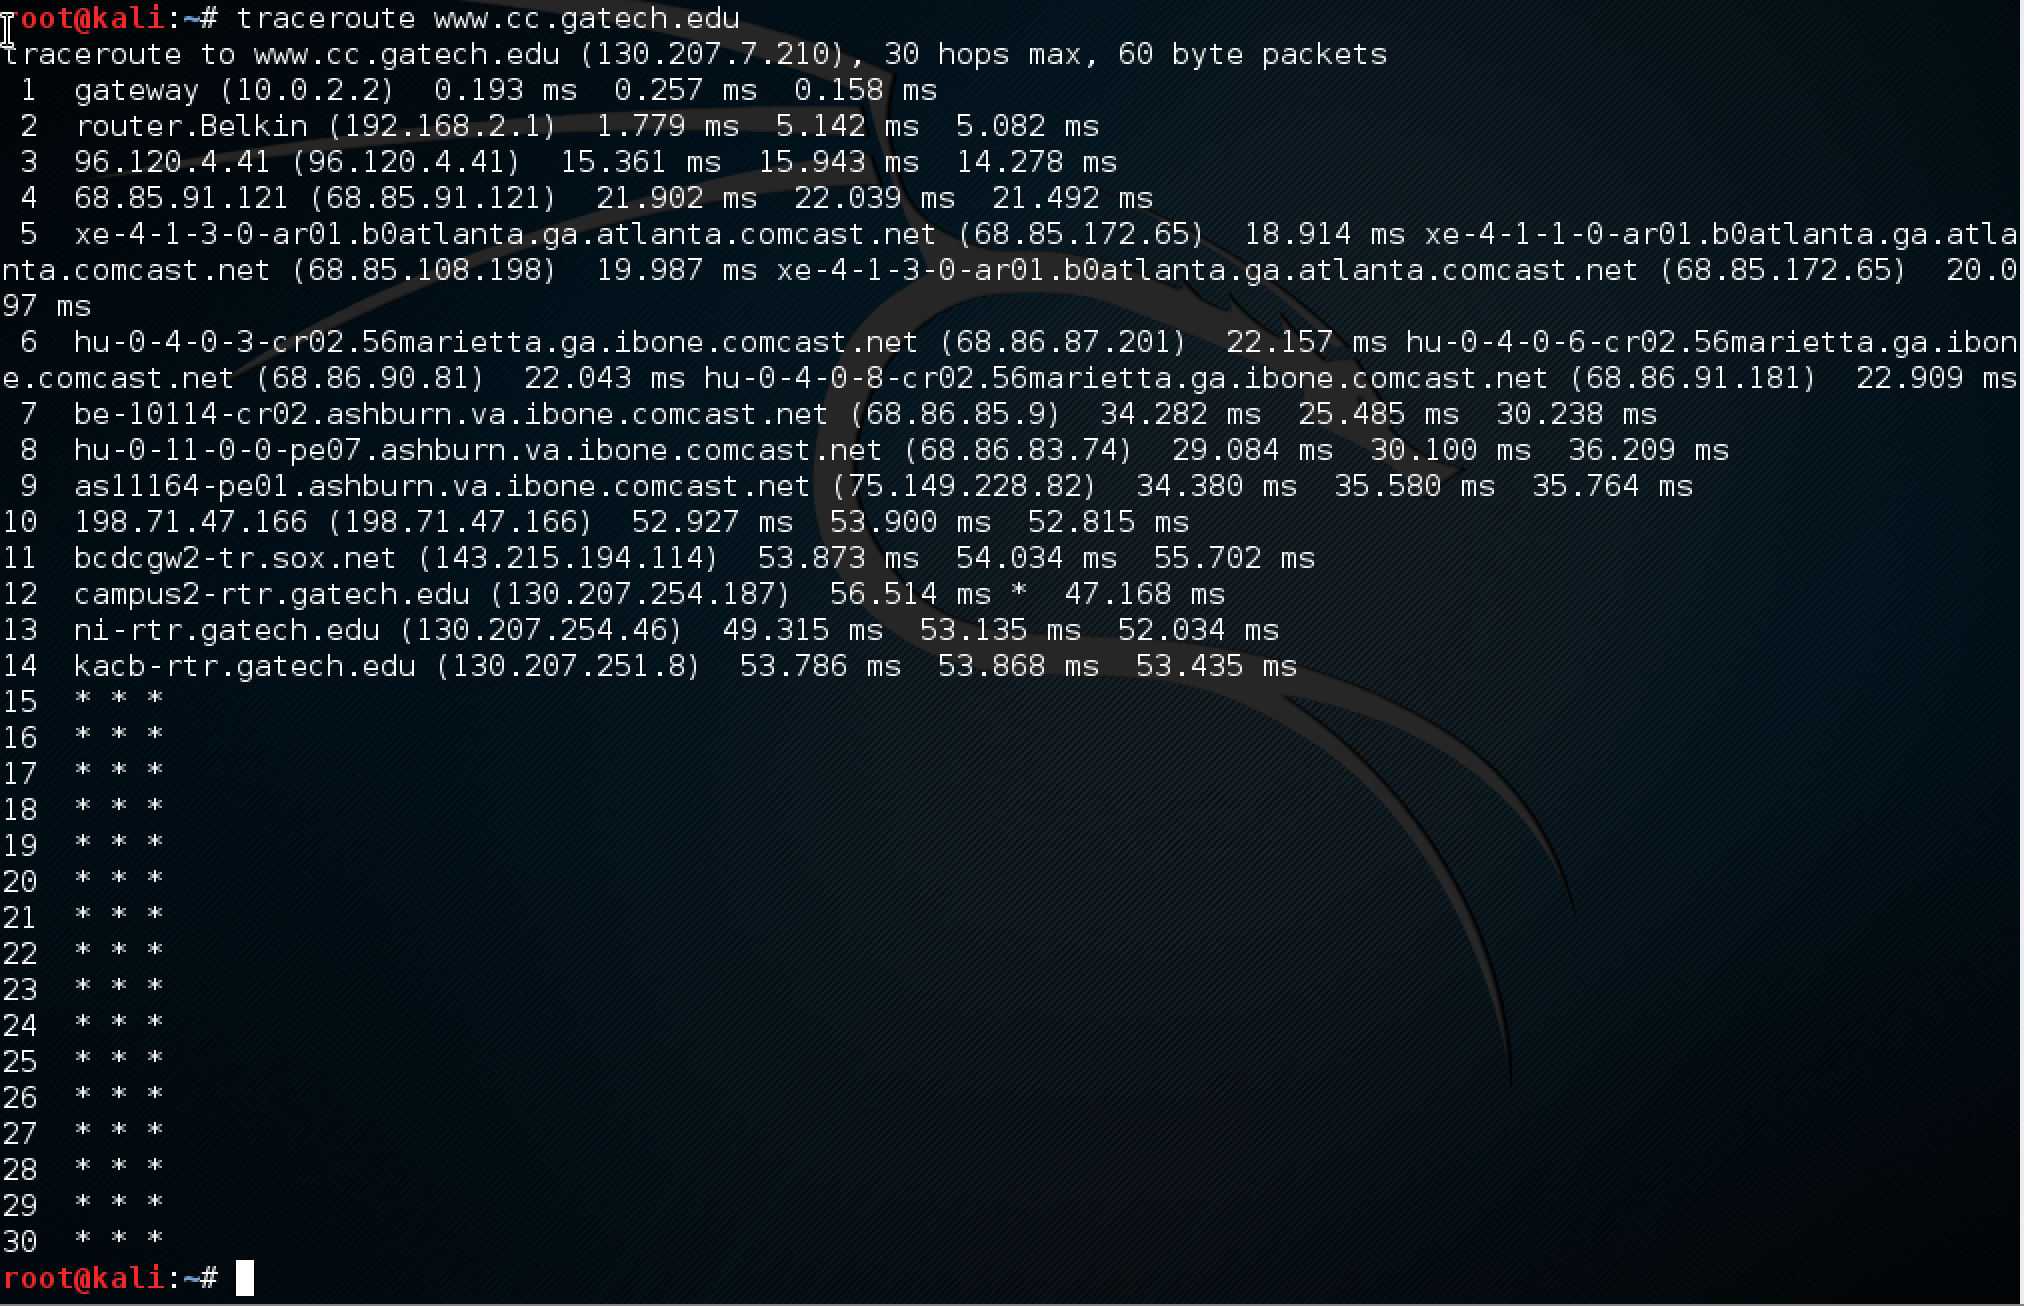 root@kali:~# traceroute www.cc.gatech.edu
traceroute to www.cc.gatech.edu (130.207.7.210), 30 hops max, 60 byte packets
 1  gateway (10.0.2.2)  0.193 ms  0.257 ms  0.158 ms
 2  router.Belkin (192.168.2.1)  1.779 ms  5.142 ms  5.082 ms
 3  96.120.4.41 (96.120.4.41)  15.361 ms  15.943 ms  14.278 ms
 4  68.85.91.121 (68.85.91.121)  21.902 ms  22.039 ms  21.492 ms
 5  xe-4-1-3-0-ar01.b0atlanta.ga.atlanta.comcast.net (68.85.172.65)  18.914 ms xe-4-1-1-0-ar01.b0atlanta.ga.atla
nta.comcast.net (68.85.108.198)  19.987 ms xe-4-1-3-0-ar01.b0atlanta.ga.atlanta.comcast.net (68.85.172.65)  20.0
97 ms
 6  hu-0-4-0-3-cr02.56marietta.ga.ibone.comcast.net (68.86.87.201)  22.157 ms hu-0-4-0-6-cr02.56marietta.ga.ibon
e.comcast.net (68.86.90.81)  22.043 ms hu-0-4-0-8-cr02.56marietta.ga.ibone.comcast.net (68.86.91.181)  22.909 ms
 7  be-10114-cr02.ashburn.va.ibone.comcast.net (68.86.85.9)  34.282 ms  25.485 ms  30.238 ms
 8  hu-0-11-0-0-pe07.ashburn.va.ibone.comcast.net (68.86.83.74)  29.084 ms  30.100 ms  36.209 ms
 9  as11164-pe01.ashburn.va.ibone.comcast.net (75.149.228.82)  34.380 ms  35.580 ms  35.764 ms
10  198.71.47.166 (198.71.47.166)  52.927 ms  53.900 ms  52.815 ms
11  bcdcgw2-tr.sox.net (143.215.194.114)  53.873 ms  54.034 ms  55.702 ms
12  campus2-rtr.gatech.edu (130.207.254.187)  56.514 ms *  47.168 ms
13  ni-rtr.gatech.edu (130.207.254.46)  49.315 ms  53.135 ms  52.034 ms
14  kacb-rtr.gatech.edu (130.207.251.8)  53.786 ms  53.868 ms  53.435 ms
15  * * *
16  * * *
17  * * *
18  * * *
19  * * *
20  * * *
21  * * *
22  * * *
23  * * *
24  * * *
25  * * *
26  * * *
27  * * *
28  * * *
29  * * *
30  * * *
root@kali:~#